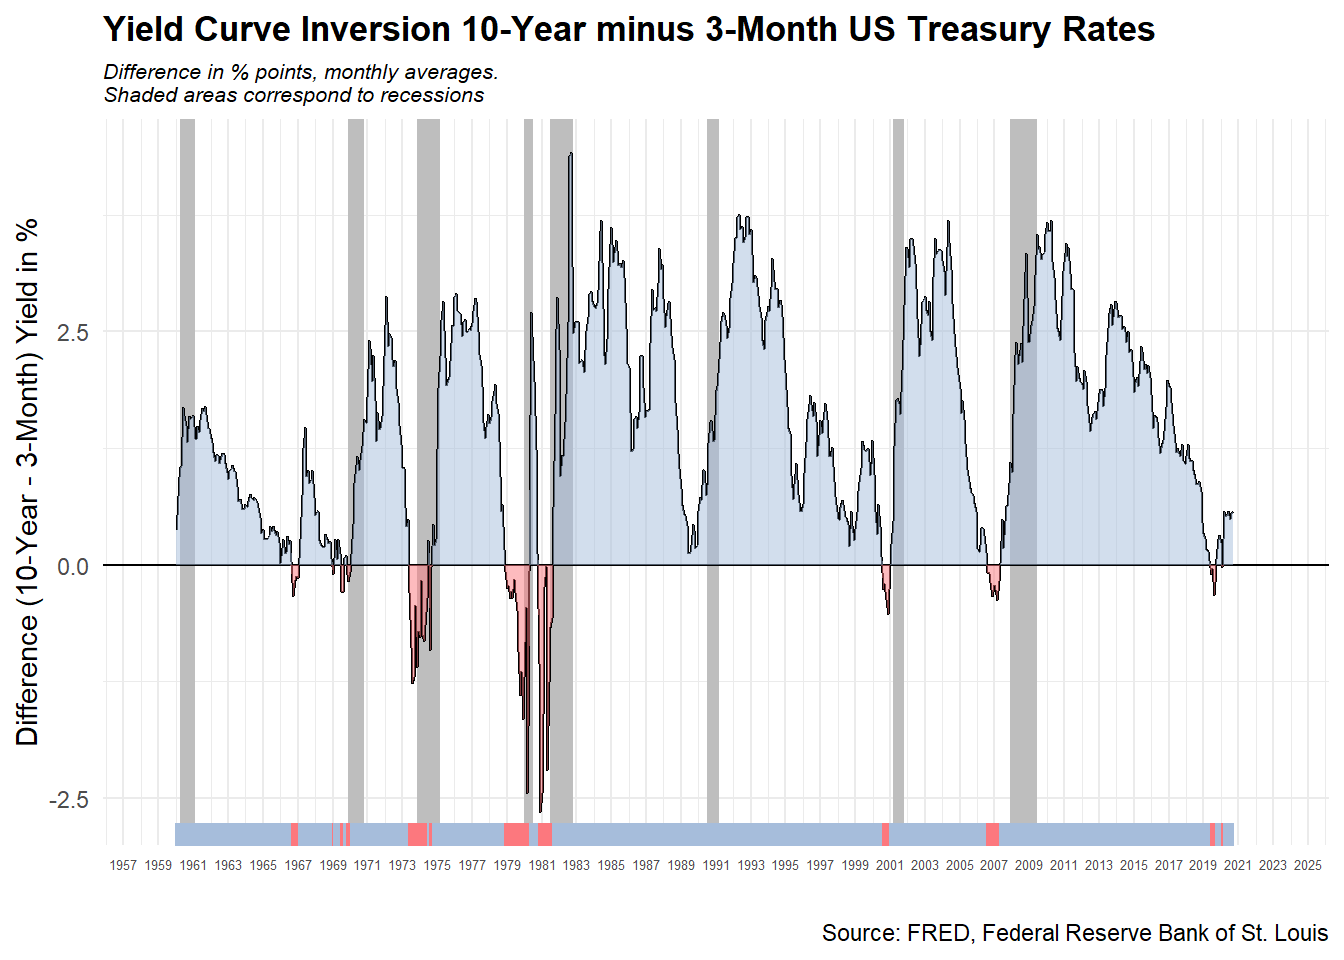 Yield Curve Inversion 10-Year minus 3-Month US Treasury Rates
Difference in % points, monthly averages.
Shaded areas correspond to recessions
Difference (10-Year - 3-Month) Yield in %
2.5
0.0
-2.5
1957 1959 1961 1963 1965 1967 1969 1971 1973 1975 1977 1979 1981 1983 1985 1987 1989 1991 1993 1995 1997 1999 2001 2003 2005 2007 2009 2011 2013 2015 2017 2019 2021 2023 2025
Source: FRED, Federal Reserve Bank of St. Louis